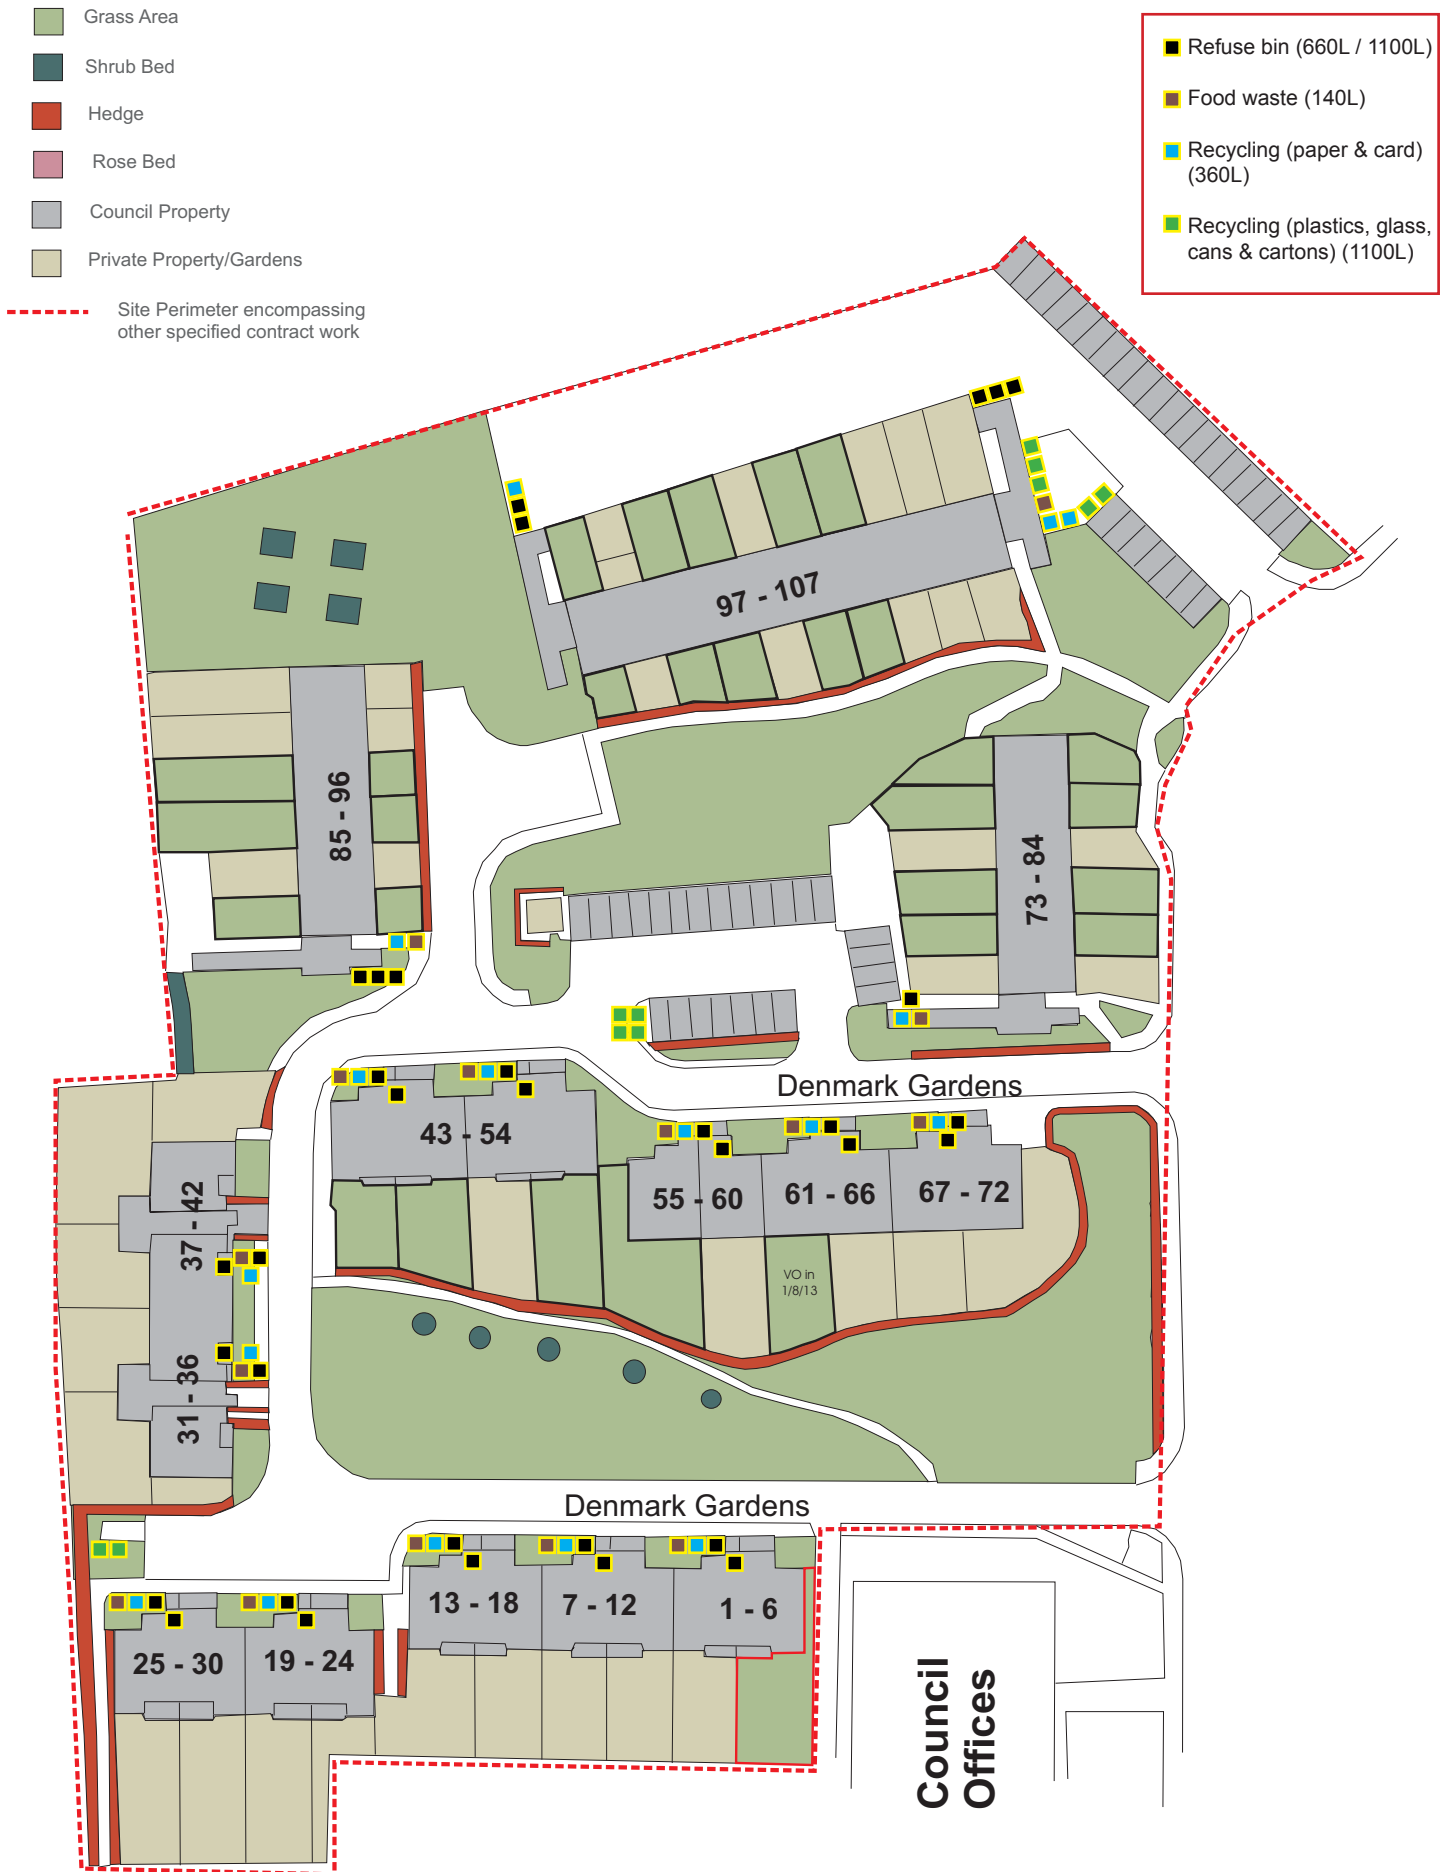 Grass Area
Shrub Bed
Hedge
Rose Bed
Council Property
Private Property/Gardens
Site Perimeter encompassing
other specified contract work
Refuse bin (660L / 1100L)
Food waste (140L)
Recycling (paper & card)
(360L)
Recycling (plastics, glass,
cans & cartons) (1100L)
97 - 107
85 - 96
73 - 84
Denmark Gardens
43 - 54
55 - 60
61 - 66
67 - 72
37 - 42
VO in
1/8/13
31 - 36
Denmark Gardens
13 - 18
7 - 12
1 - 6
25 - 30
19 - 24
Council
Offices